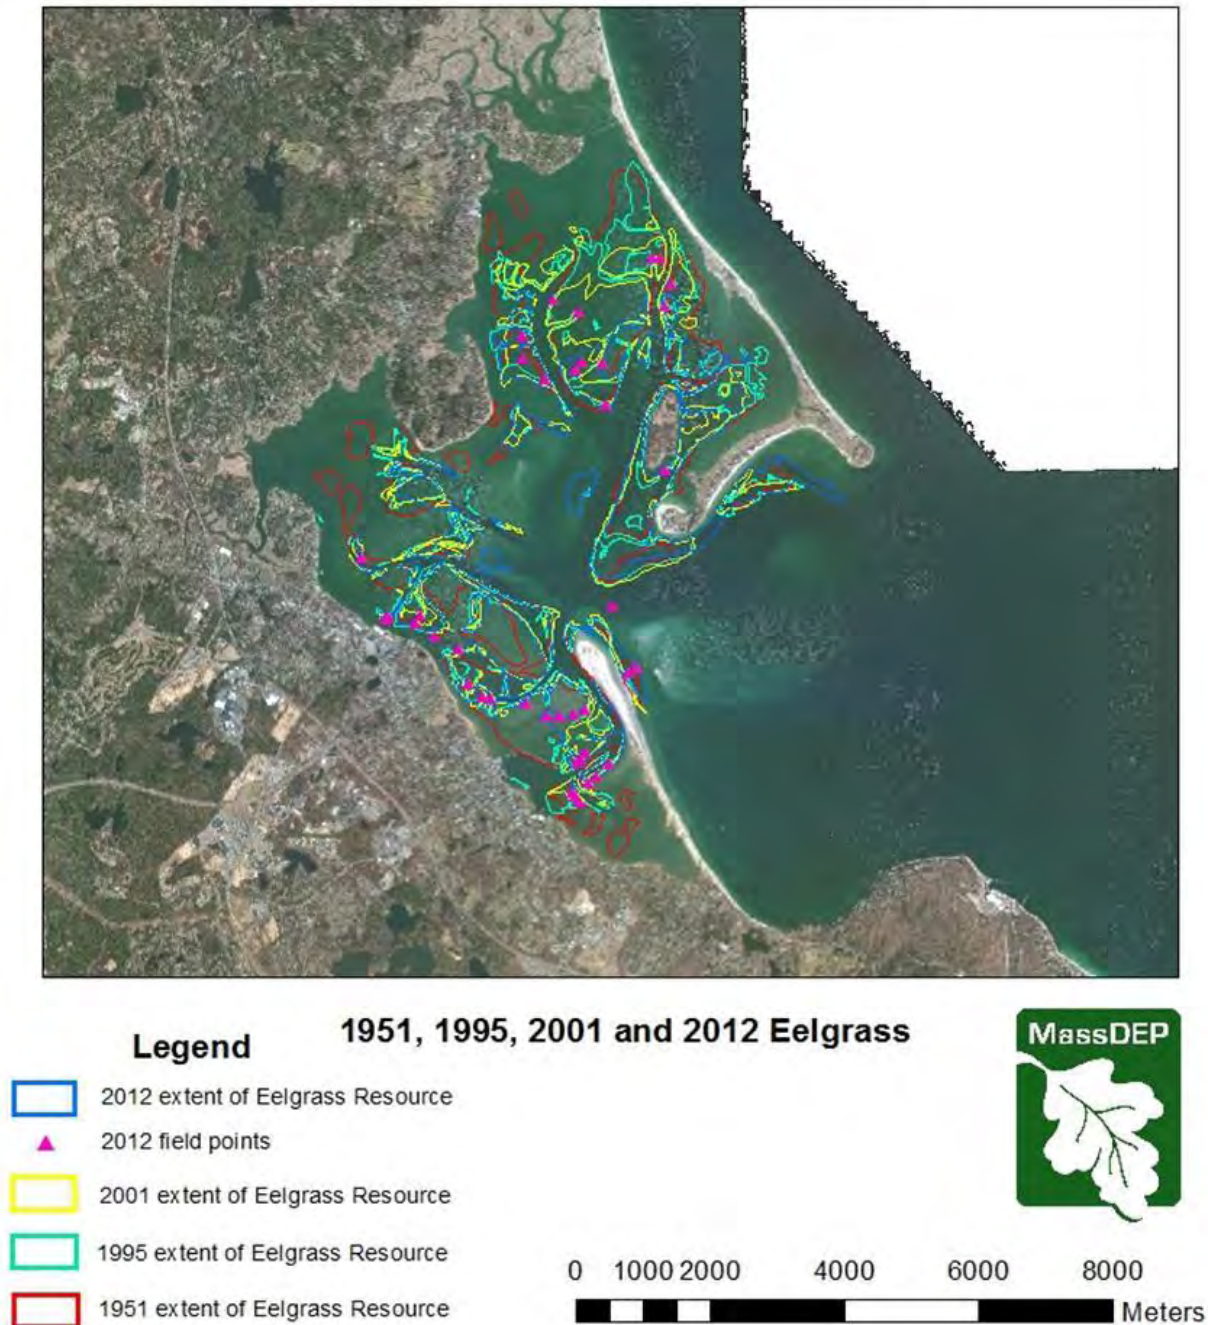 1951, 1995, 2001 and 2012 Eelgrass
Legend
2012 extent of Eelgrass Resource
2012 field points
2001 extent of Eelgrass Resource
1995 extent of Eelgrass Resource
1951 extent of Eelgrass Resource
MassDEP
0 1000 2000 4000 6000 8000
Meters